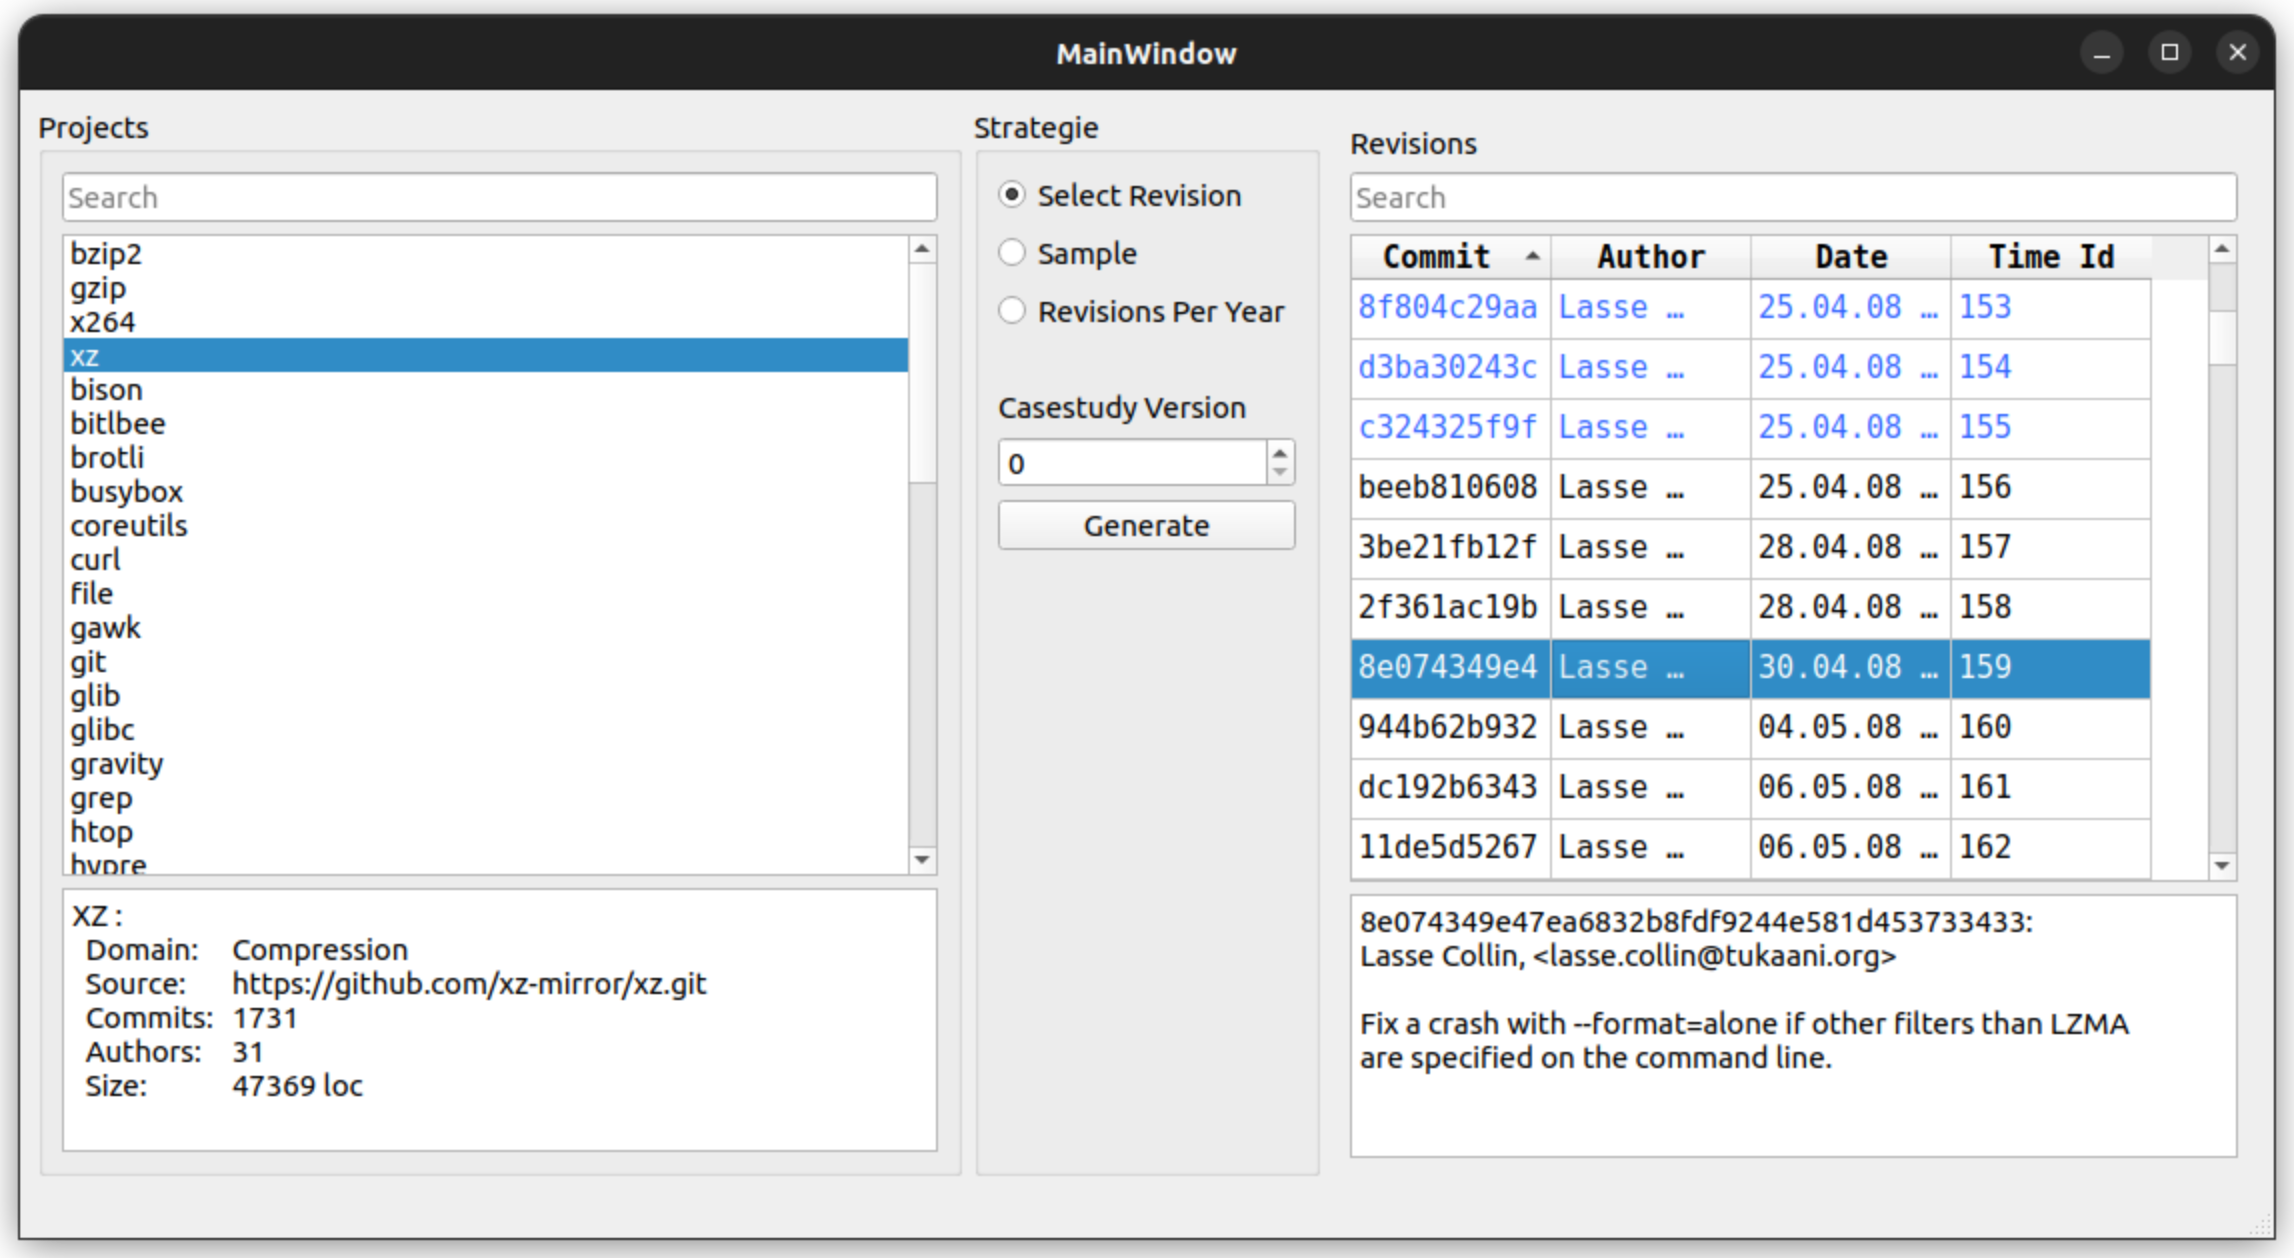 MainWindow
Projects
Search
bzip2
gzip
x264
xz
bison
bitlbee
brotli
busybox
coreutils
curl
file
gawk
git
glib
glibc
gravity
grep
htop
hypre
XZ :
Domain: Compression
Source: https://github.com/xz-mirror/xz.git
Commits: 1731
Authors: 31
Size: 47369 loc
Strategie
Select Revision
Sample
Revisions Per Year
Casestudy Version
0
Generate
Revisions
Search
Commit Author Date Time Id
8f804c29aa Lasse … 25.04.08 … 153
d3ba30243c Lasse … 25.04.08 … 154
c324325f9f Lasse … 25.04.08 … 155
beeb810608 Lasse … 25.04.08 … 156
3be21fb12f Lasse … 28.04.08 … 157
2f361ac19b Lasse … 28.04.08 … 158
8e074349e4 Lasse … 30.04.08 … 159
944b62b932 Lasse … 04.05.08 … 160
dc192b6343 Lasse … 06.05.08 … 161
11de5d5267 Lasse … 06.05.08 … 162
8e074349e47ea6832b8fdf9244e581d453733433:
Lasse Collin, <lasse.collin@tukaani.org>
Fix a crash with --format=alone if other filters than LZMA
are specified on the command line.